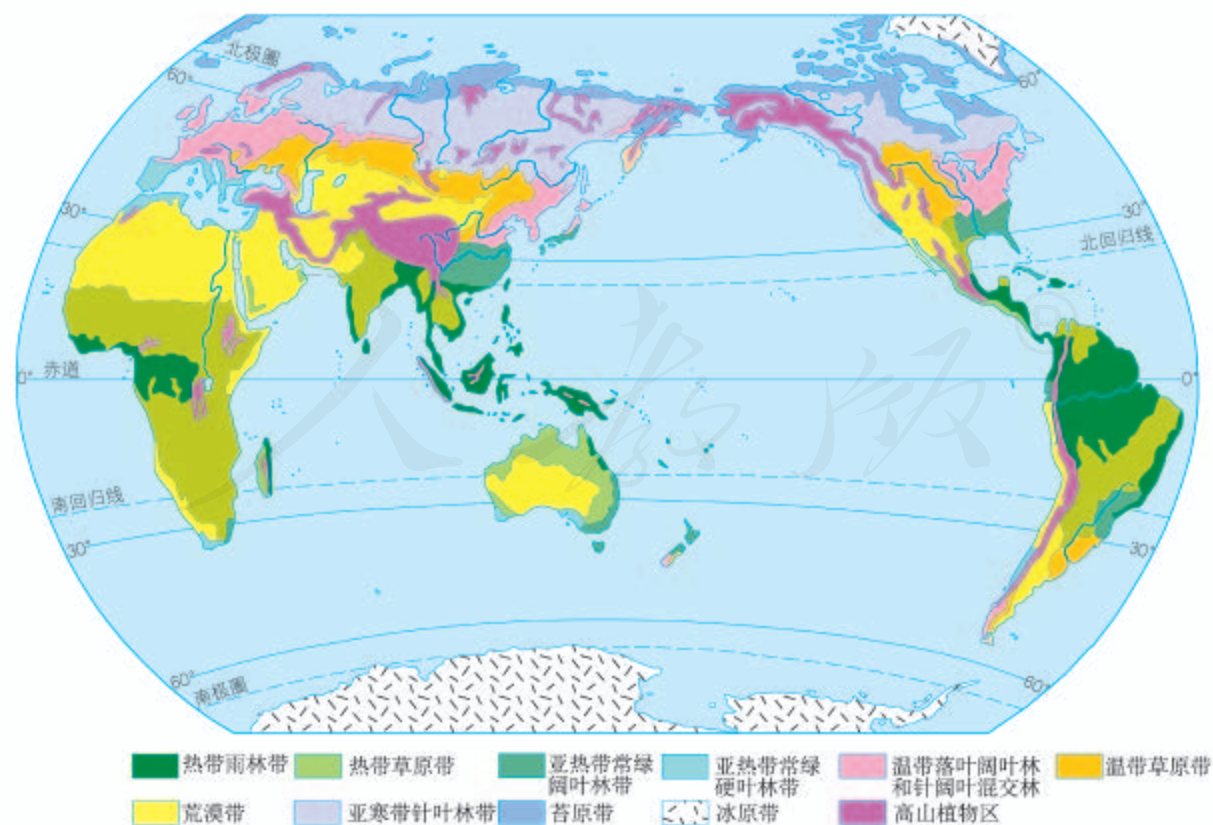 北极圈
60°
60°
30°
30°
北回归线
0°
赤道
0°
南回归线
30°
30°
60°
南极圈
60°
人教版
热带雨林带
热带草原带
亚热带常绿
阔叶林带
亚热带常绿
硬叶林带
温带落叶阔叶林
和针阔叶混交林
温带草原带
荒漠带
亚寒带针叶林带
苔原带
冰原带
高山植物区